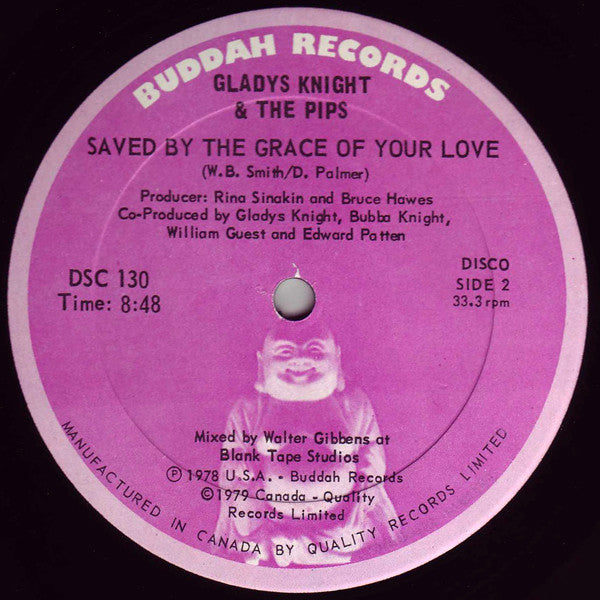 BUDDAH RECORDS
GLADYS KNIGHT
& THE PIPS
SAVED BY THE GRACE OF YOUR LOVE
(W.B. Smith/D. Palmer)
Producer: Rina Sinakin and Bruce Hawes
Co-Produced by Gladys Knight, Bubba Knight,
William Guest and Edward Patten
DSC 130
Time: 8:48
DISCO
SIDE 2
33.3 rpm
Mixed by Walter Gibbens at
Blank Tape Studios
℗ 1978 U.S.A. - Buddah Records
© 1979 Canada - Quality
Records Limited
MANUFACTURED IN CANADA BY QUALITY RECORDS LIMITED